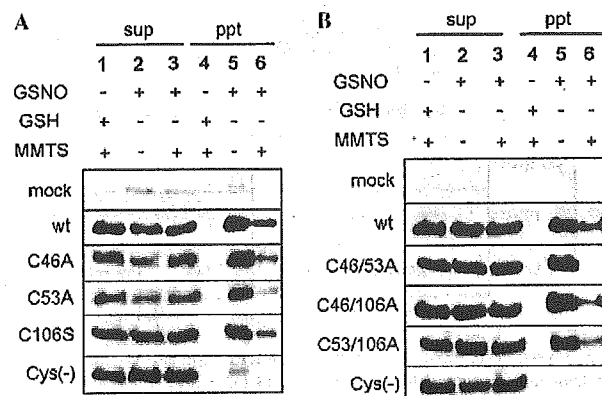 A
sup ppt
1 2 3 4 5 6
GSNO - + + - + +
GSH + - - + - -
MMTS + - + + - +
mock
wt
C46A
C53A
C106S
Cys(-)
B
sup ppt
1 2 3 4 5 6
GSNO - + + - + +
GSH + - - + - -
MMTS + - + + - +
mock
wt
C46/53A
C46/106A
C53/106A
Cys(-)